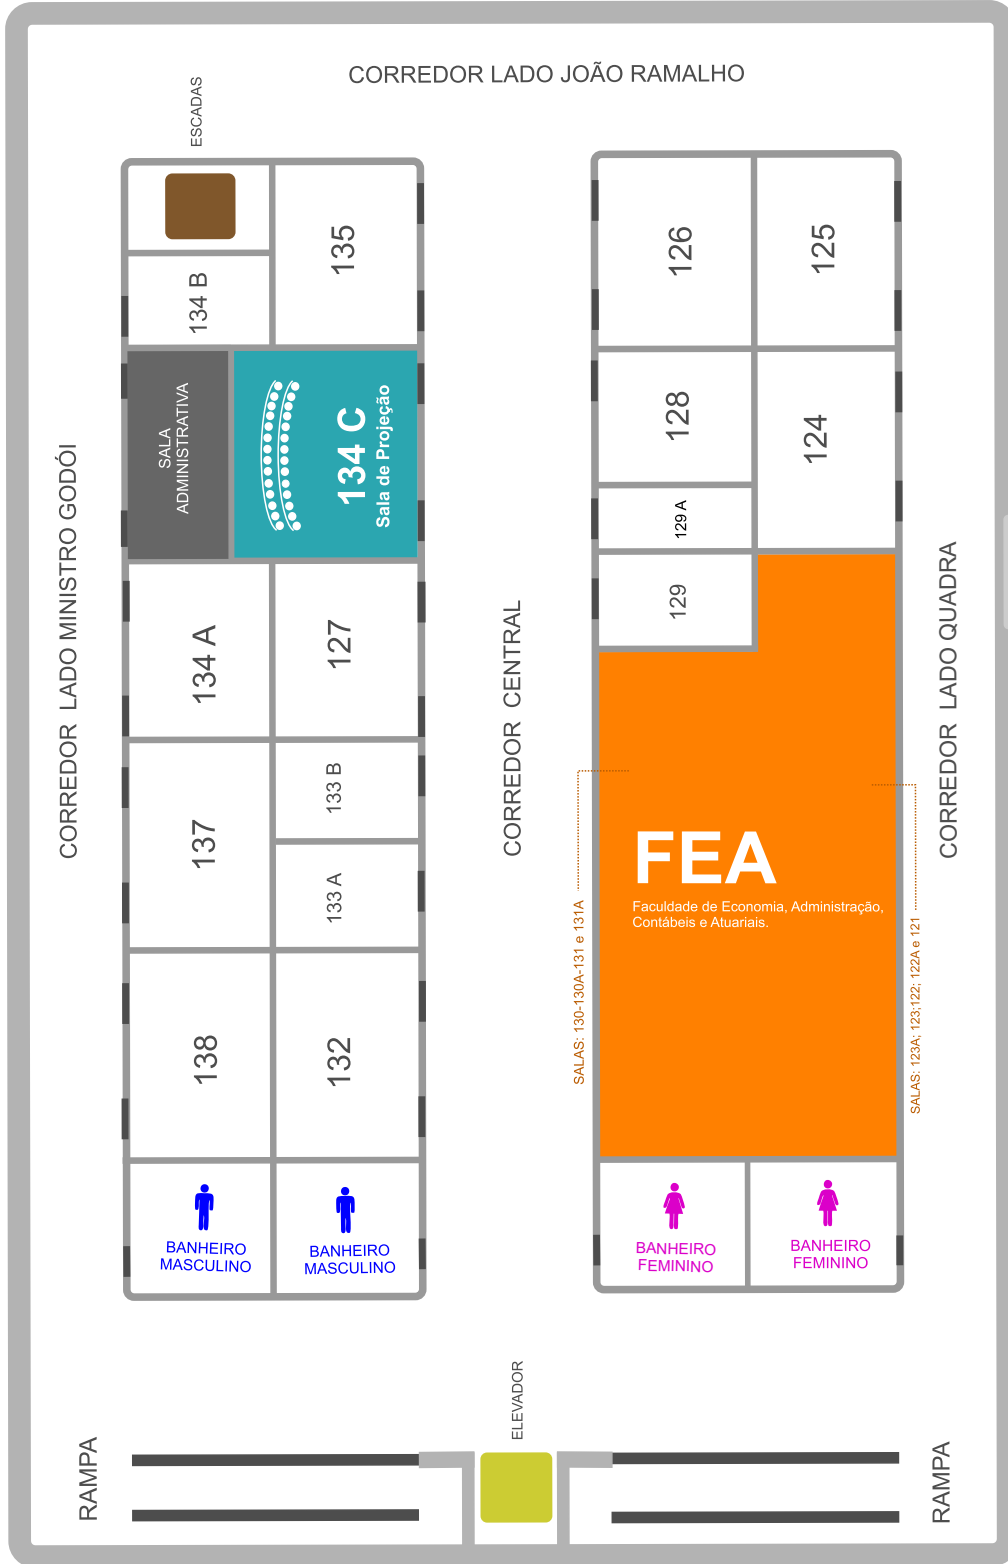 CORREDOR LADO JOÃO RAMALHO
ESCADAS
135
134 B
126
125
SALA
ADMINISTRATIVA
134 C
Sala de Projeção
128
124
129 A
129
CORREDOR LADO MINISTRO GODÓI
134 A
127
CORREDOR CENTRAL
CORREDOR LADO QUADRA
137
133 B
133 A
FEA
Faculdade de Economia, Administração,
Contábeis e Atuariais.
SALAS: 130-130A-131 e 131A
SALAS: 123A; 123;122; 122A e 121
138
132
BANHEIRO
MASCULINO
BANHEIRO
MASCULINO
BANHEIRO
FEMININO
BANHEIRO
FEMININO
ELEVADOR
RAMPA
RAMPA